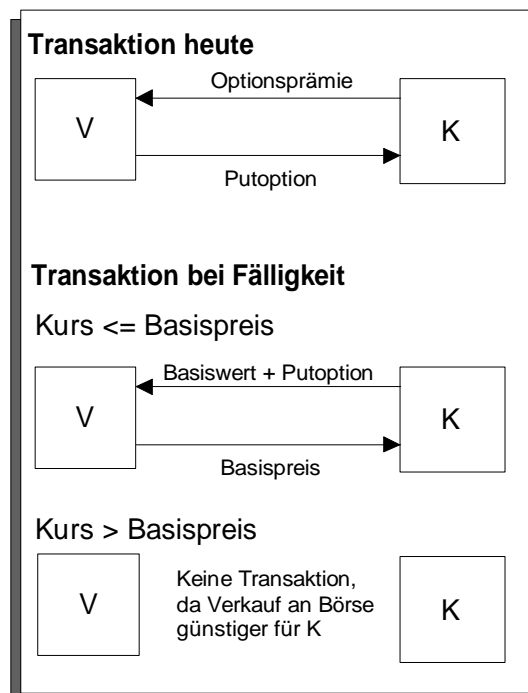 Transaktion heute
Optionsprämie
V
K
Putoption
Transaktion bei Fälligkeit
Kurs <= Basispreis
Basiswert + Putoption
V
K
Basispreis
Kurs > Basispreis
V
Keine Transaktion,
da Verkauf an Börse
günstiger für K
K